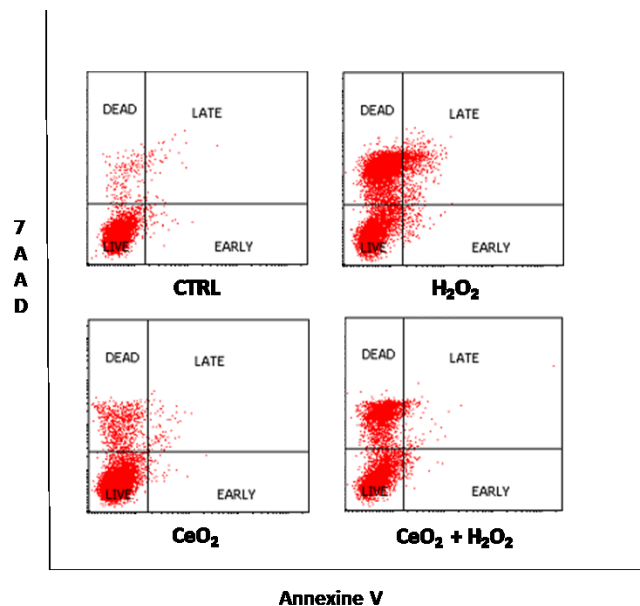 DEAD LATE
LIVE EARLY
CTRL
DEAD LATE
LIVE EARLY
H₂O₂
7
A
A
D
DEAD LATE
LIVE EARLY
CeO₂
DEAD LATE
LIVE EARLY
CeO₂ + H₂O₂
Annexine V